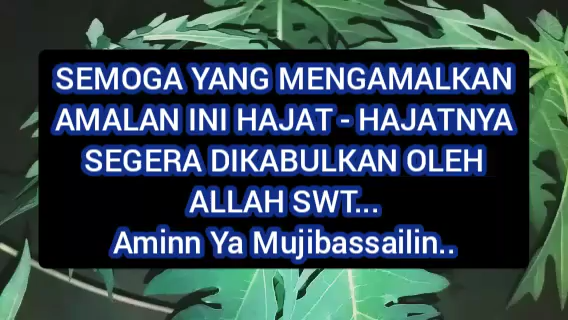 SEMOGA YANG MENGAMALKAN
AMALAN INI HAJAT - HAJATNYA
SEGERA DIKABULKAN OLEH
ALLAH SWT...
Aminn Ya Mujibassailin..